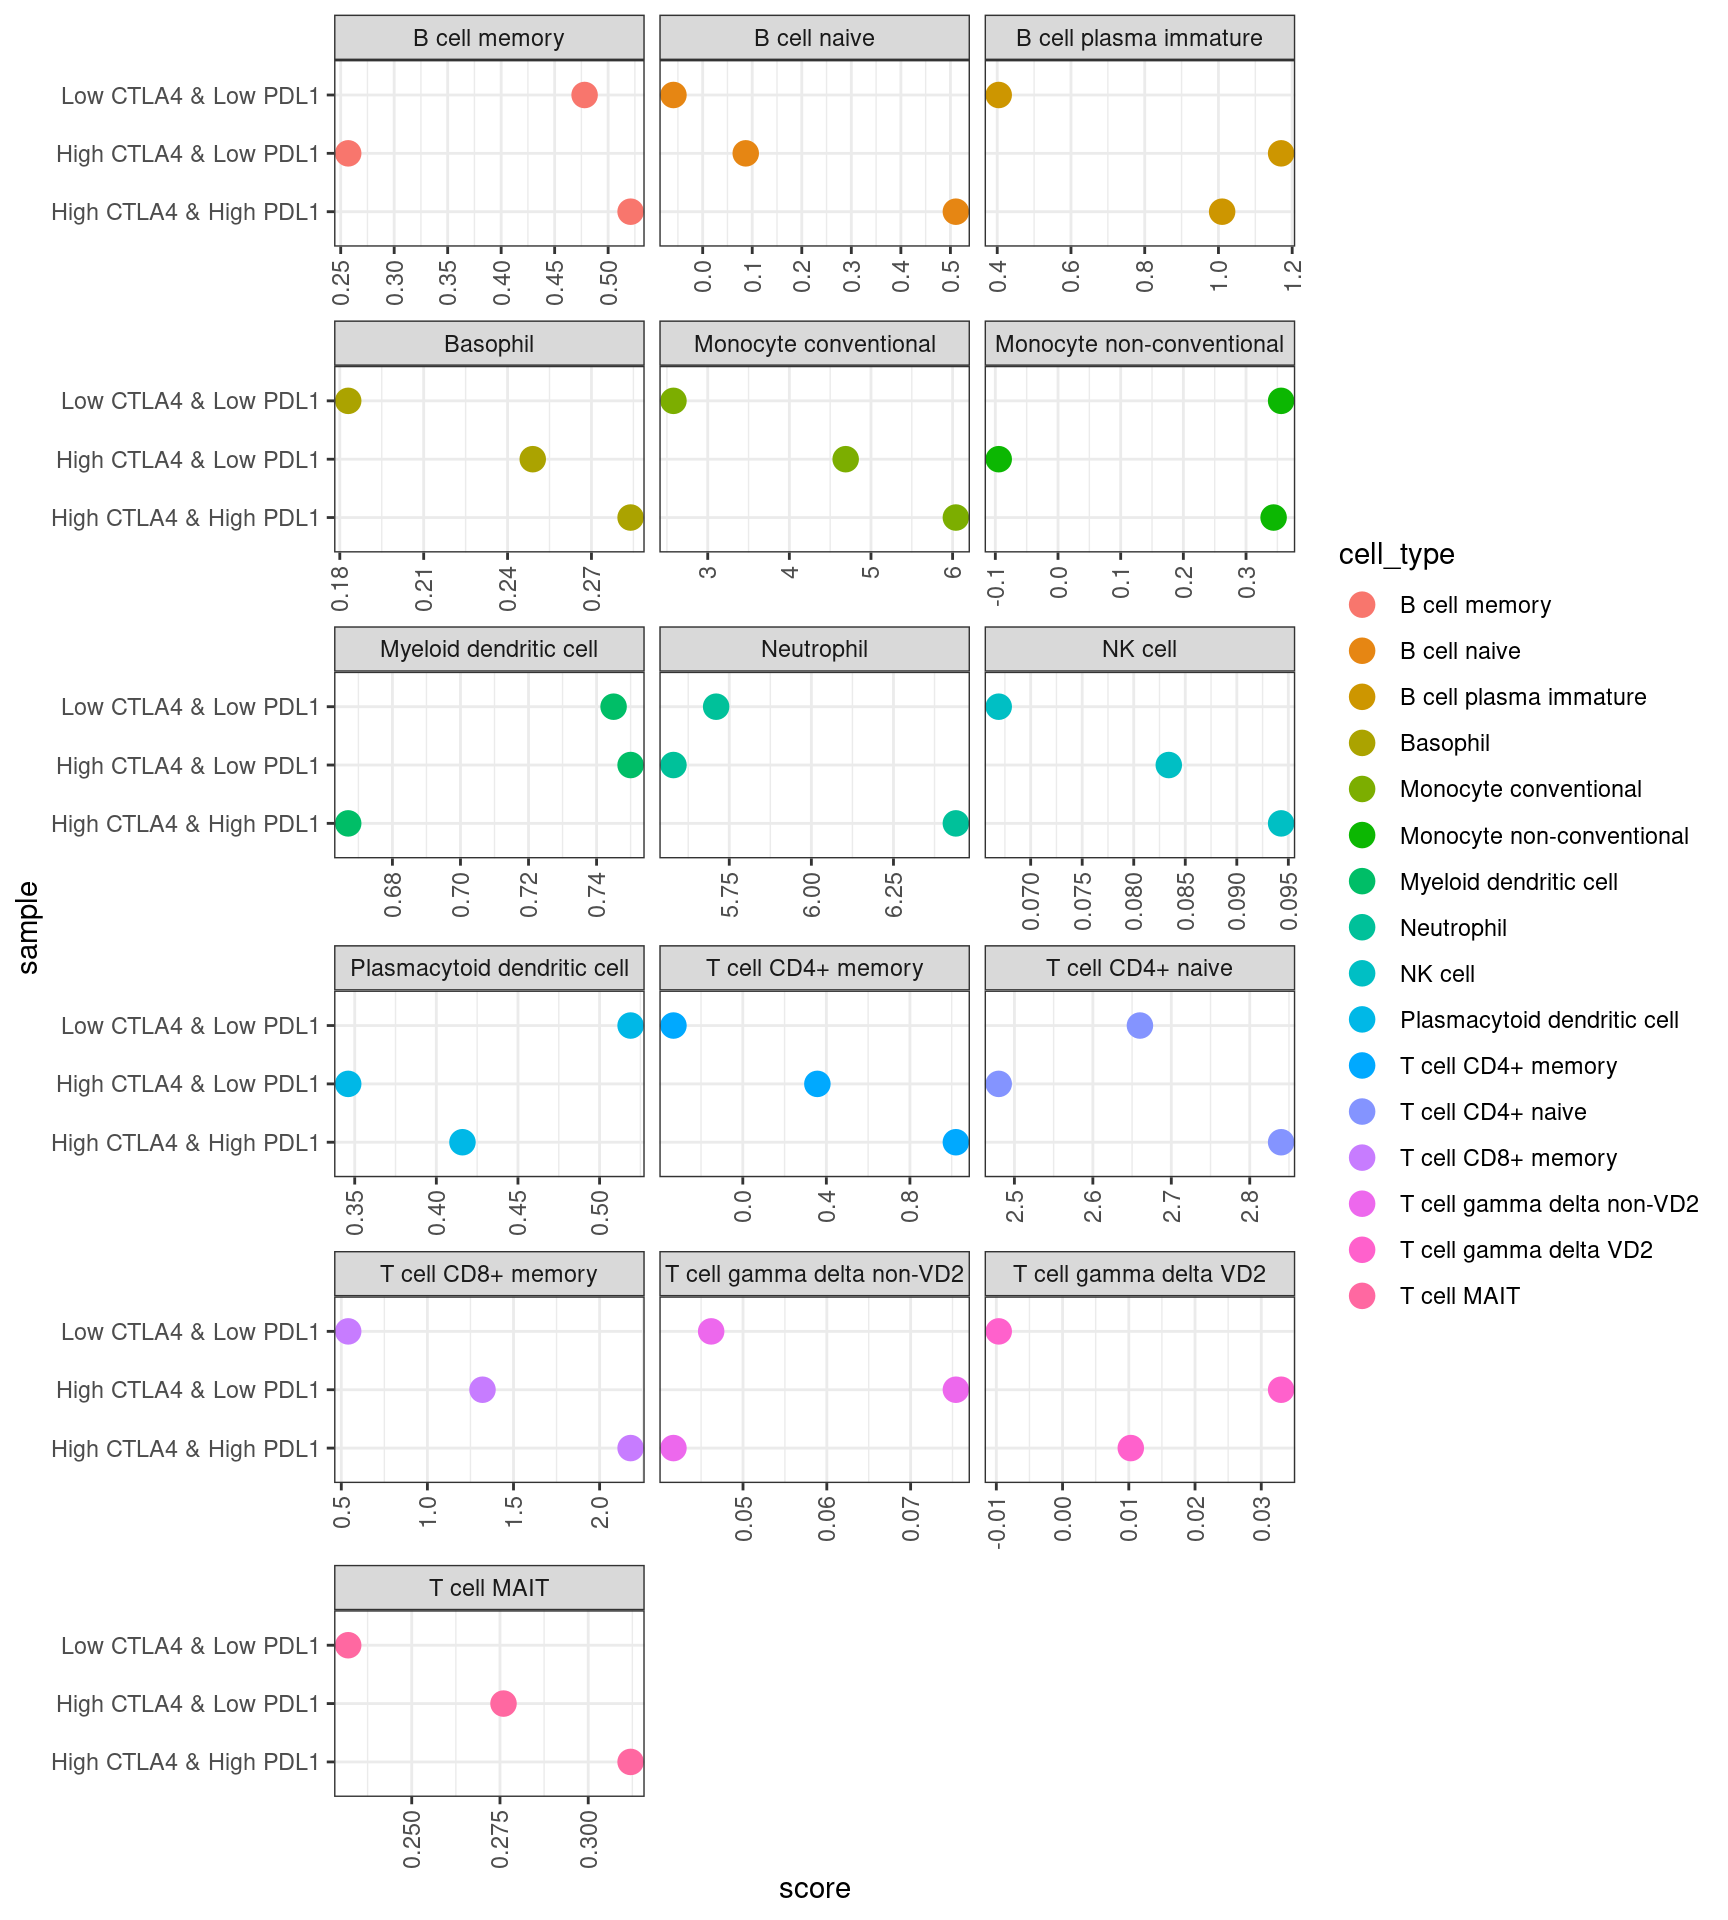 B cell memory B cell naive B cell plasma immature
Low CTLA4 & Low PDL1
High CTLA4 & Low PDL1
High CTLA4 & High PDL1
0.25 0.30 0.35 0.40 0.45 0.50 0.0 0.1 0.2 0.3 0.4 0.5 0.4 0.6 0.8 1.0 1.2
Basophil Monocyte conventional Monocyte non-conventional
Low CTLA4 & Low PDL1
High CTLA4 & Low PDL1
High CTLA4 & High PDL1
0.18 0.21 0.24 0.27 3 4 5 6 -0.1 0.0 0.1 0.2 0.3
Myeloid dendritic cell Neutrophil NK cell
Low CTLA4 & Low PDL1
High CTLA4 & Low PDL1
High CTLA4 & High PDL1
0.68 0.70 0.72 0.74 5.75 6.00 6.25 0.070 0.075 0.080 0.085 0.090 0.095
Plasmacytoid dendritic cell T cell CD4+ memory T cell CD4+ naive
Low CTLA4 & Low PDL1
High CTLA4 & Low PDL1
High CTLA4 & High PDL1
0.35 0.40 0.45 0.50 0.0 0.4 0.8 2.5 2.6 2.7 2.8
T cell CD8+ memory T cell gamma delta non-VD2 T cell gamma delta VD2
Low CTLA4 & Low PDL1
High CTLA4 & Low PDL1
High CTLA4 & High PDL1
0.5 1.0 1.5 2.0 0.05 0.06 0.07 -0.01 0.00 0.01 0.02 0.03
T cell MAIT
Low CTLA4 & Low PDL1
High CTLA4 & Low PDL1
High CTLA4 & High PDL1
0.250 0.275 0.300
score
sample
cell_type
B cell memory
B cell naive
B cell plasma immature
Basophil
Monocyte conventional
Monocyte non-conventional
Myeloid dendritic cell
Neutrophil
NK cell
Plasmacytoid dendritic cell
T cell CD4+ memory
T cell CD4+ naive
T cell CD8+ memory
T cell gamma delta non-VD2
T cell gamma delta VD2
T cell MAIT